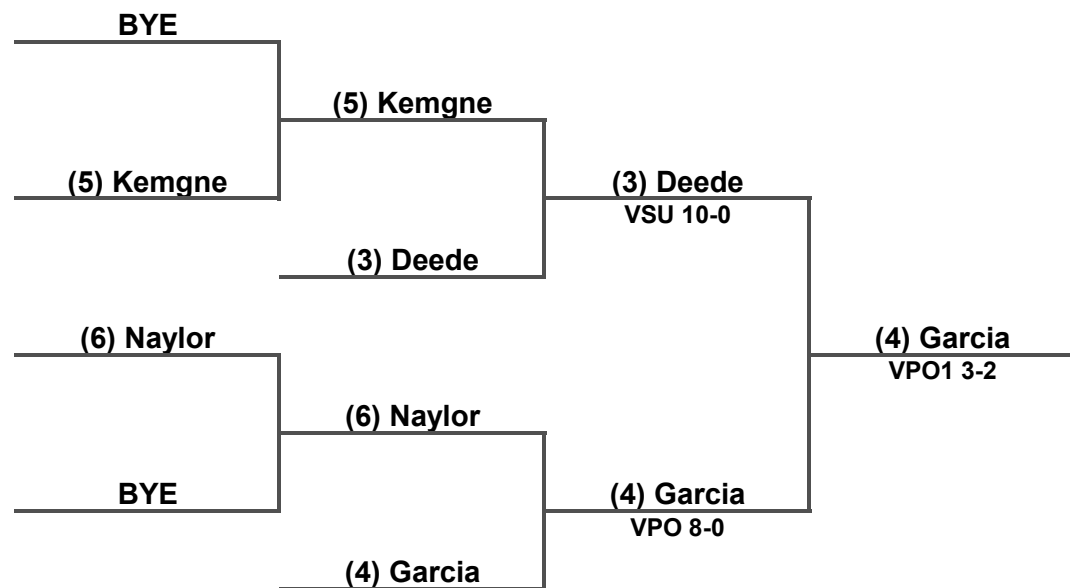 BYE
(5) Kemgne
(5) Kemgne
(3) Deede
VSU 10-0
(3) Deede
(6) Naylor
(4) Garcia
VPO1 3-2
(6) Naylor
BYE
(4) Garcia
VPO 8-0
(4) Garcia